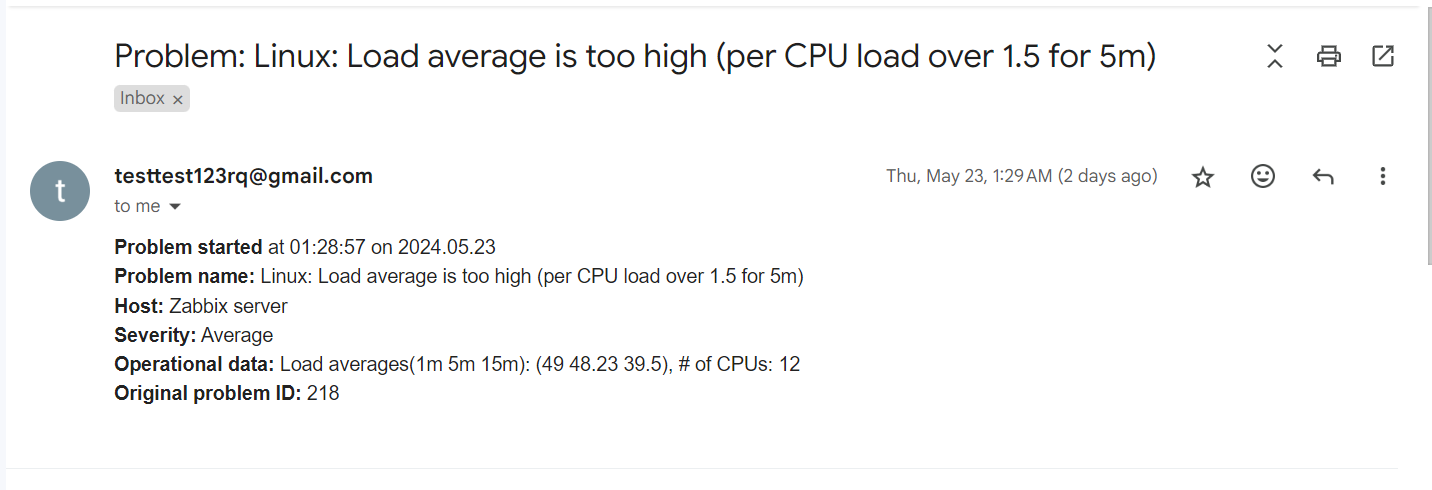 Problem: Linux: Load average is too high (per CPU load over 1.5 for 5m)
Inbox ×
t
testtest123rq@gmail.com
Thu, May 23, 1:29 AM (2 days ago)
to me
Problem started at 01:28:57 on 2024.05.23
Problem name: Linux: Load average is too high (per CPU load over 1.5 for 5m)
Host: Zabbix server
Severity: Average
Operational data: Load averages(1m 5m 15m): (49 48.23 39.5), # of CPUs: 12
Original problem ID: 218